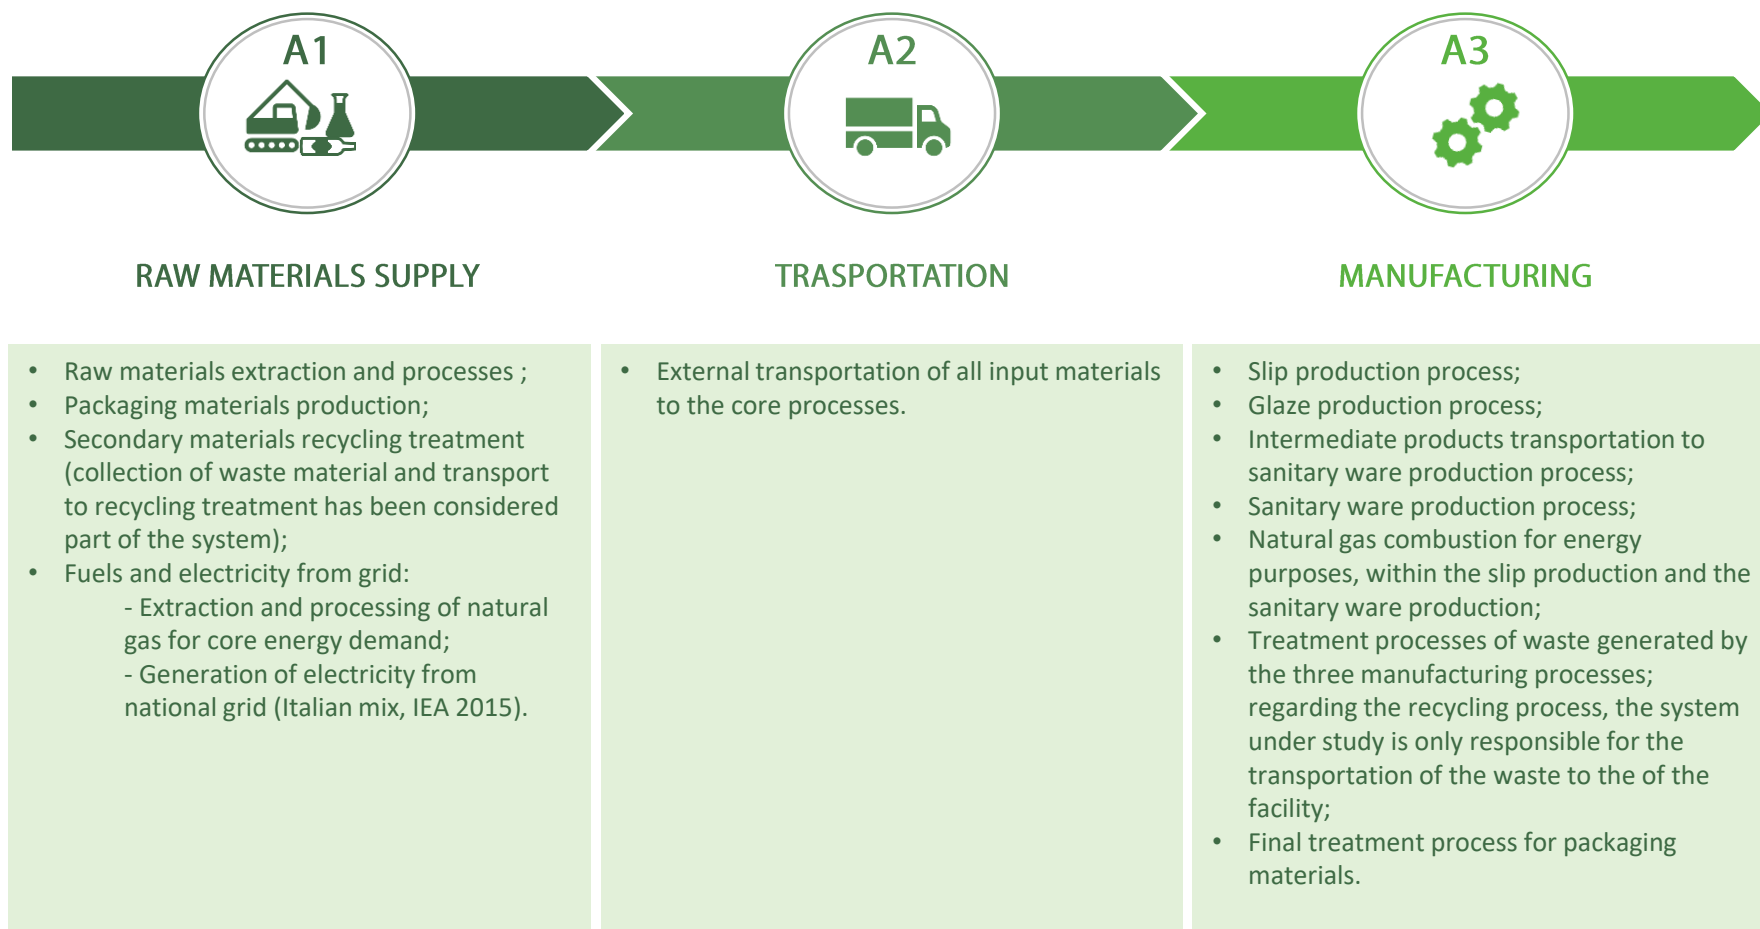 A1
A2
A3
RAW MATERIALS SUPPLY
TRASPORTATION
MANUFACTURING
• Raw materials extraction and processes ;
• Packaging materials production;
• Secondary materials recycling treatment
(collection of waste material and transport
to recycling treatment has been considered
part of the system);
• Fuels and electricity from grid:
- Extraction and processing of natural
gas for core energy demand;
- Generation of electricity from
national grid (Italian mix, IEA 2015).
• External transportation of all input materials
to the core processes.
• Slip production process;
• Glaze production process;
• Intermediate products transportation to
sanitary ware production process;
• Sanitary ware production process;
• Natural gas combustion for energy
purposes, within the slip production and the
sanitary ware production;
• Treatment processes of waste generated by
the three manufacturing processes;
regarding the recycling process, the system
under study is only responsible for the
transportation of the waste to the of the
facility;
• Final treatment process for packaging
materials.